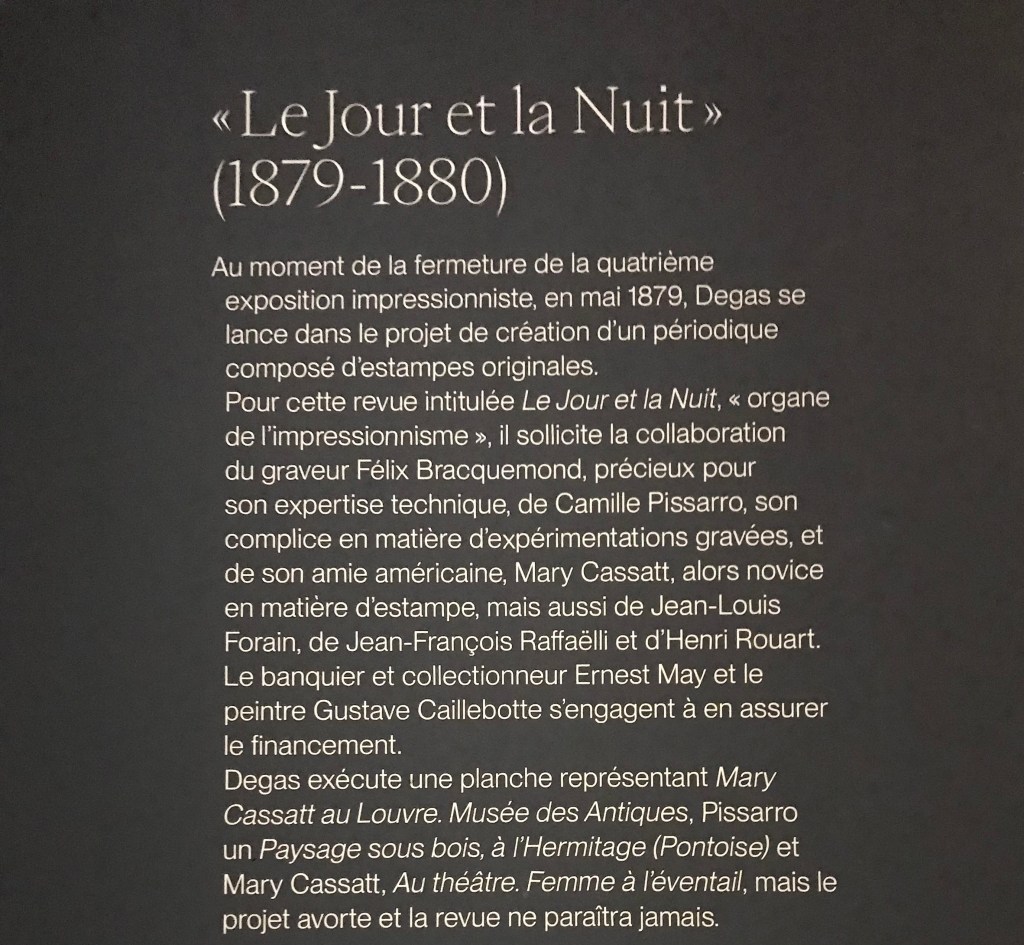 « Le Jour et la Nuit »
(1879-1880)
Au moment de la fermeture de la quatrième
exposition impressionniste, en mai 1879, Degas se
lance dans le projet de création d’un périodique
composé d’estampes originales.
Pour cette revue intitulée Le Jour et la Nuit, « organe
de l’impressionnisme », il sollicite la collaboration
du graveur Félix Bracquemond, précieux pour
son expertise technique, de Camille Pissarro, son
complice en matière d’expérimentations gravées, et
de son amie américaine, Mary Cassatt, alors novice
en matière d’estampe, mais aussi de Jean-Louis
Forain, de Jean-François Raffaëlli et d’Henri Rouart.
Le banquier et collectionneur Ernest May et le
peintre Gustave Caillebotte s’engagent à en assurer
le financement.
Degas exécute une planche représentant Mary
Cassatt au Louvre. Musée des Antiques, Pissarro
un Paysage sous bois, à l’Hermitage (Pontoise) et
Mary Cassatt, Au théâtre. Femme à l’éventail, mais le
projet avorte et la revue ne paraîtra jamais.